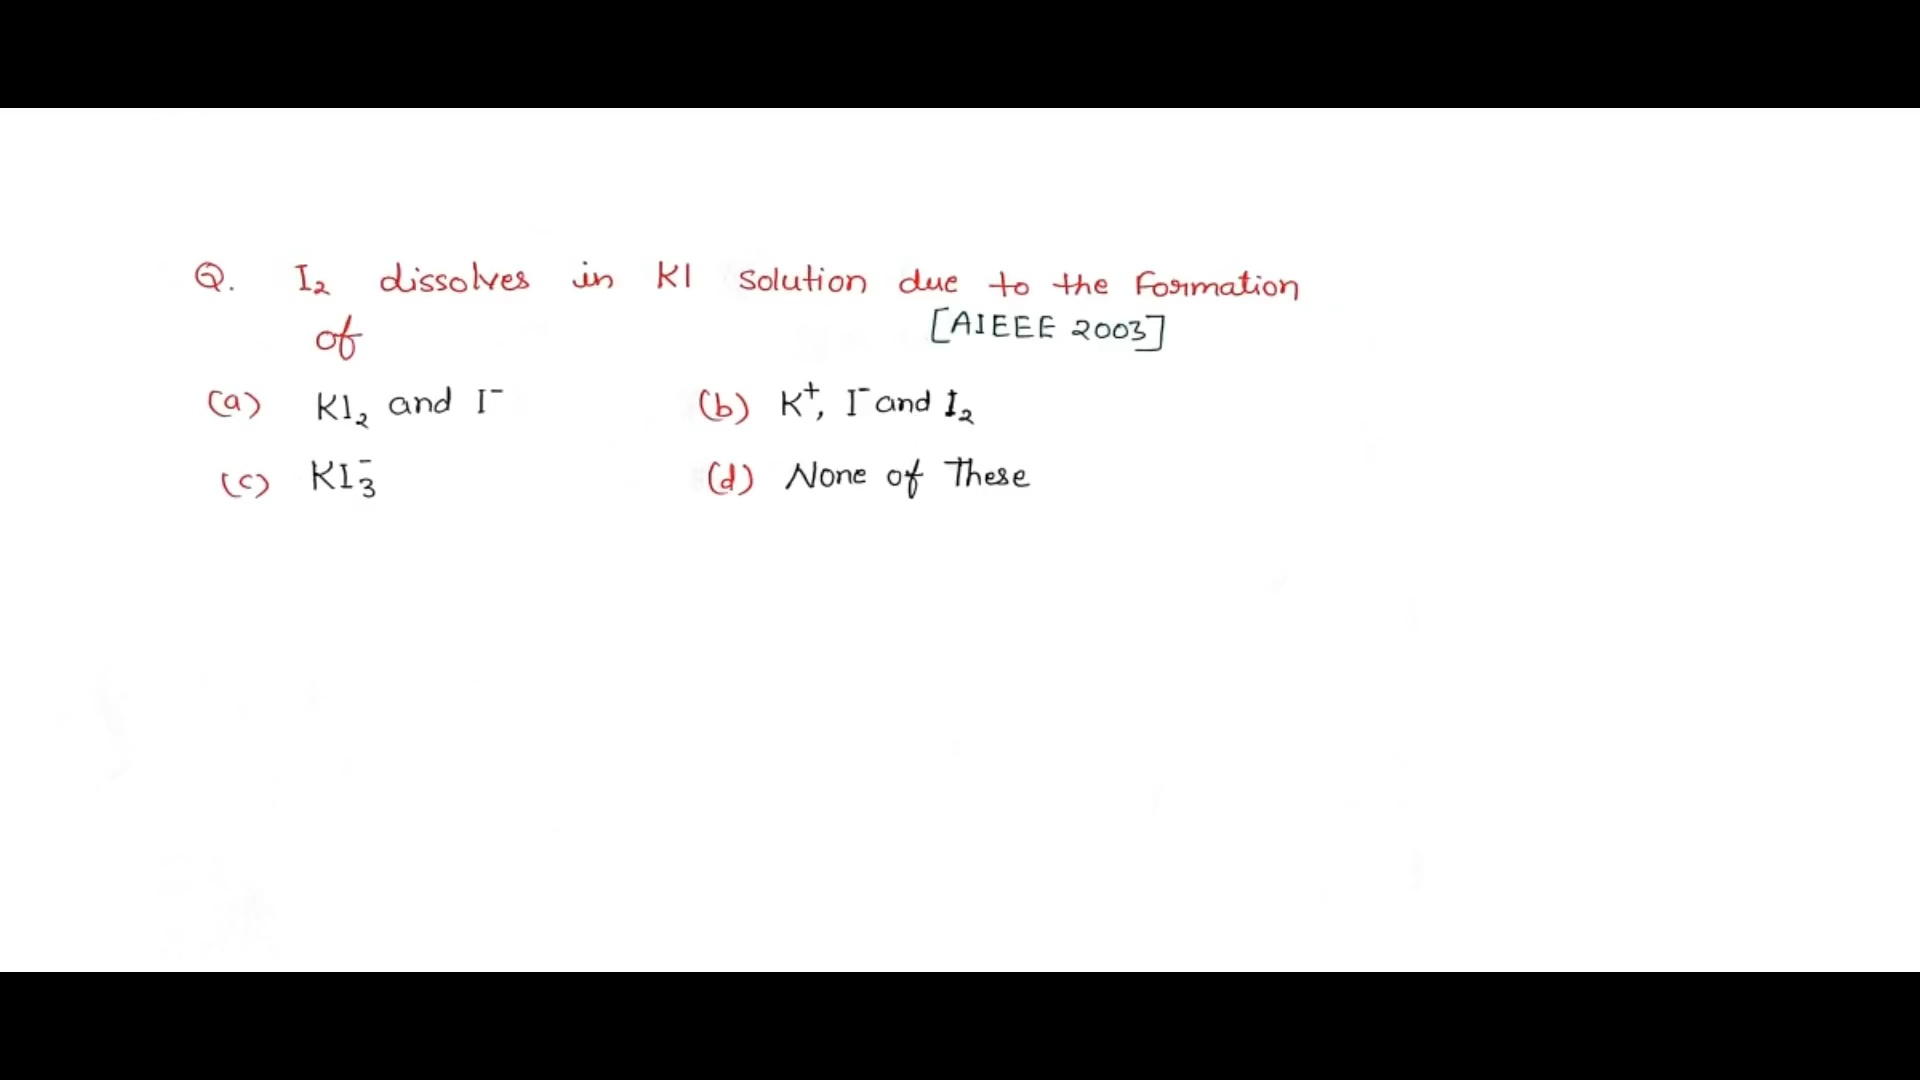 Q. I₂ dissolves in KI solution due to the Formation
of [AIEEE 2003]
(a) KI₂ and I⁻ (b) K⁺, I⁻ and I₂
(c) KI₃⁻ (d) None of These